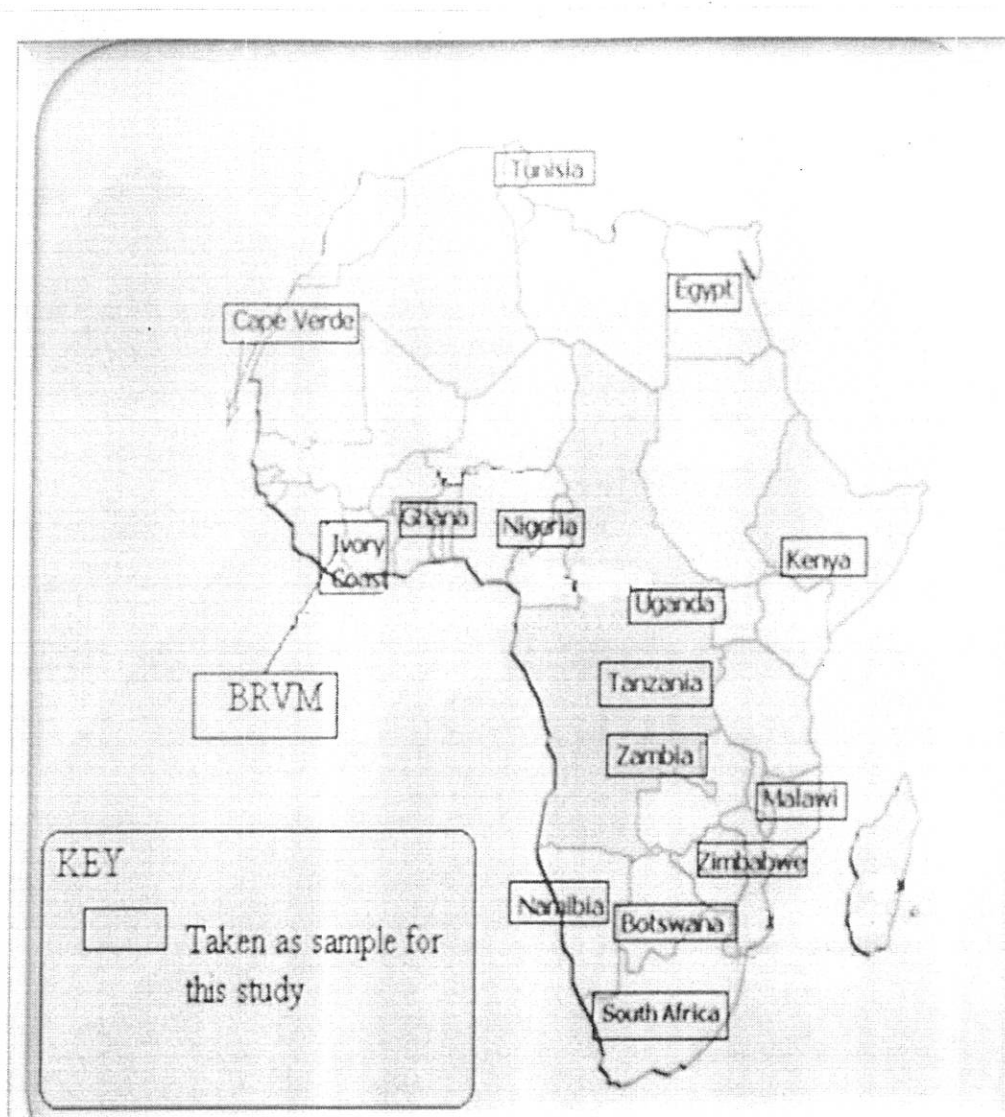 Tunisia
Egypt
Cape Verde
Ghana
Nigeria
Ivory
Coast
Kenya
Uganda
BRVM
Tanzania
Zambia
Malawi
KEY
Zimbabwe
Namibia
Botswana
Taken as sample for
this study
South Africa